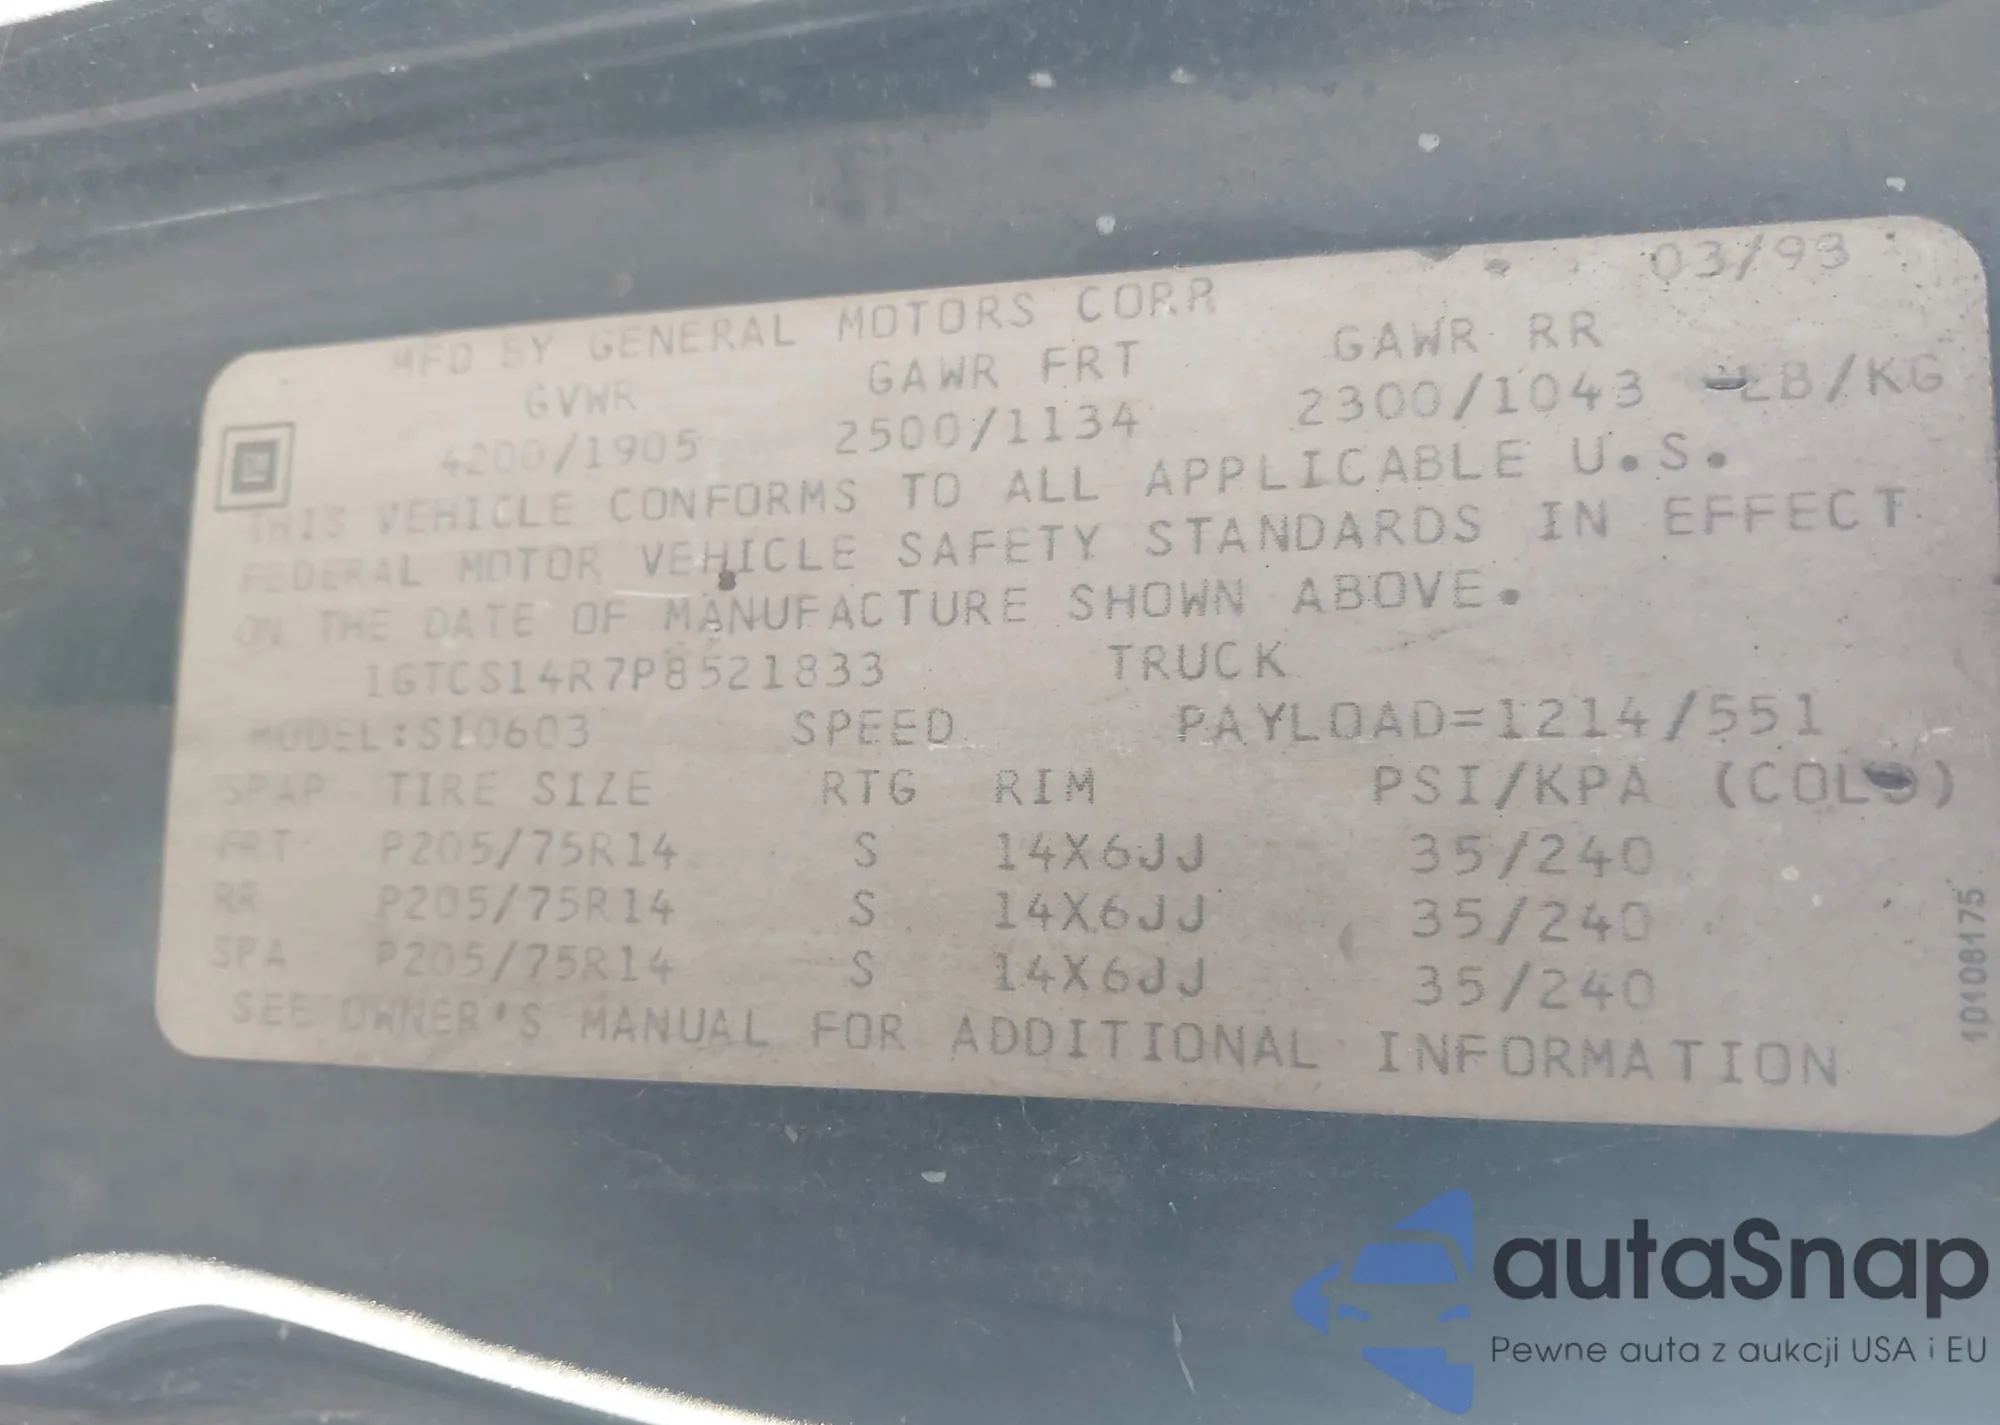 03/93
MFD BY GENERAL MOTORS CORP
GVWR GAWR FRT GAWR RR
4200/1905 2500/1134 2300/1043 LB/KG
THIS VEHICLE CONFORMS TO ALL APPLICABLE U.S.
FEDERAL MOTOR VEHICLE SAFETY STANDARDS IN EFFECT
ON THE DATE OF MANUFACTURE SHOWN ABOVE.
1GTCS14R7P8521833 TRUCK
MODEL:S10603 SPEED PAYLOAD=1214/551
SPAP TIRE SIZE RTG RIM PSI/KPA (COLD)
FRT P205/75R14 S 14X6JJ 35/240
RR P205/75R14 S 14X6JJ 35/240
SPA P205/75R14 S 14X6JJ 35/240
SEE OWNER'S MANUAL FOR ADDITIONAL INFORMATION
10108175
autaSnap
Pewne auta z aukcji USA i EU